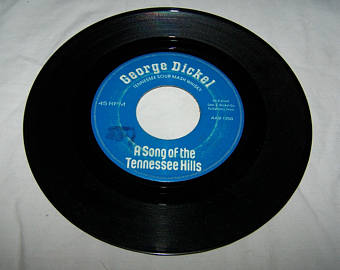 George Dickel
TENNESSEE SOUR MASH WHISKY
45 RPM
A Song of the
Tennessee Hills